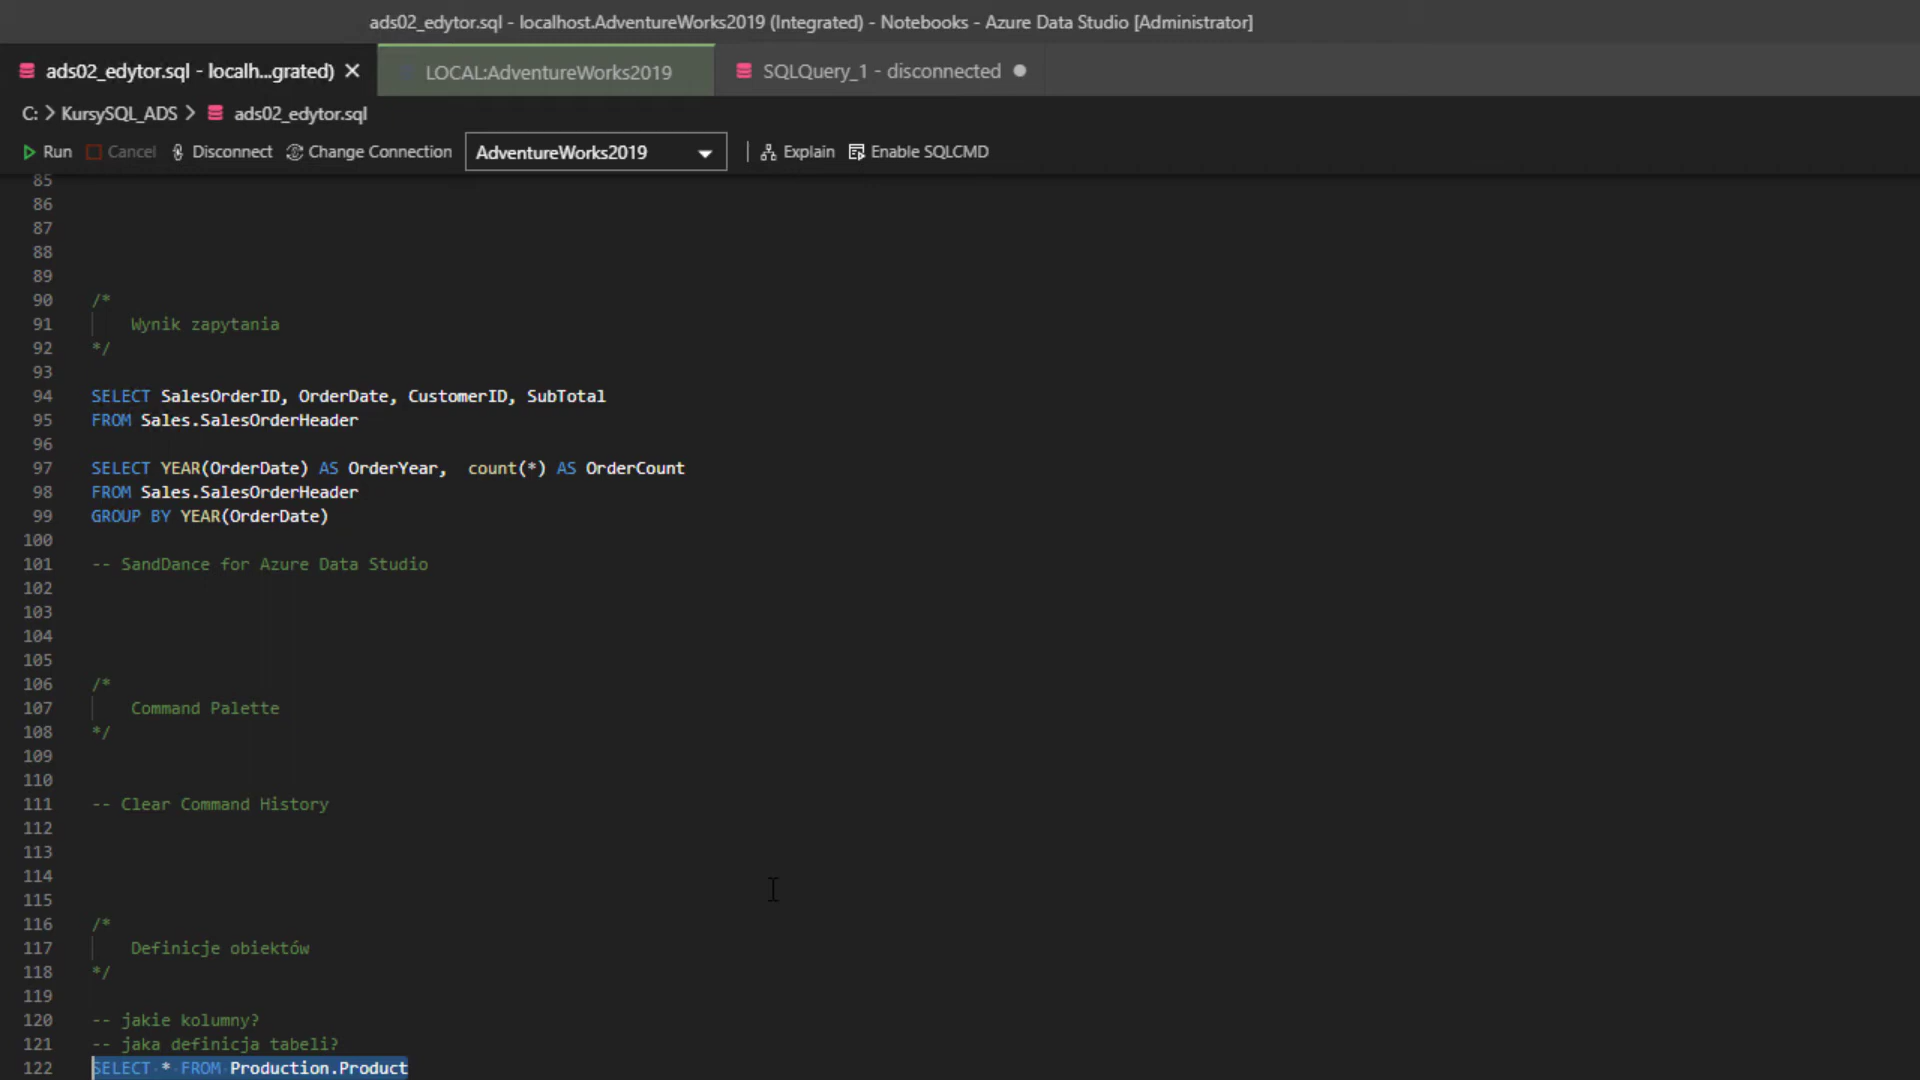 ads02_edytor.sql - localhost.AdventureWorks2019 (Integrated) - Notebooks - Azure Data Studio [Administrator]
ads02_edytor.sql - localh...grated)
LOCAL:AdventureWorks2019
SQLQuery_1 - disconnected
C: > KursySQL_ADS > ads02_edytor.sql
Run Cancel Disconnect Change Connection AdventureWorks2019 Explain Enable SQLCMD
85
86
87
88
89
90 /*
91 Wynik zapytania
92 */
93
94 SELECT SalesOrderID, OrderDate, CustomerID, SubTotal
95 FROM Sales.SalesOrderHeader
96
97 SELECT YEAR(OrderDate) AS OrderYear,  count(*) AS OrderCount
98 FROM Sales.SalesOrderHeader
99 GROUP BY YEAR(OrderDate)
100
101 -- SandDance for Azure Data Studio
102
103
104
105
106 /*
107 Command Palette
108 */
109
110
111 -- Clear Command History
112
113
114
115
116 /*
117 Definicje obiektów
118 */
119
120 -- jakie kolumny?
121 -- jaka definicja tabeli?
122 SELECT * FROM Production.Product